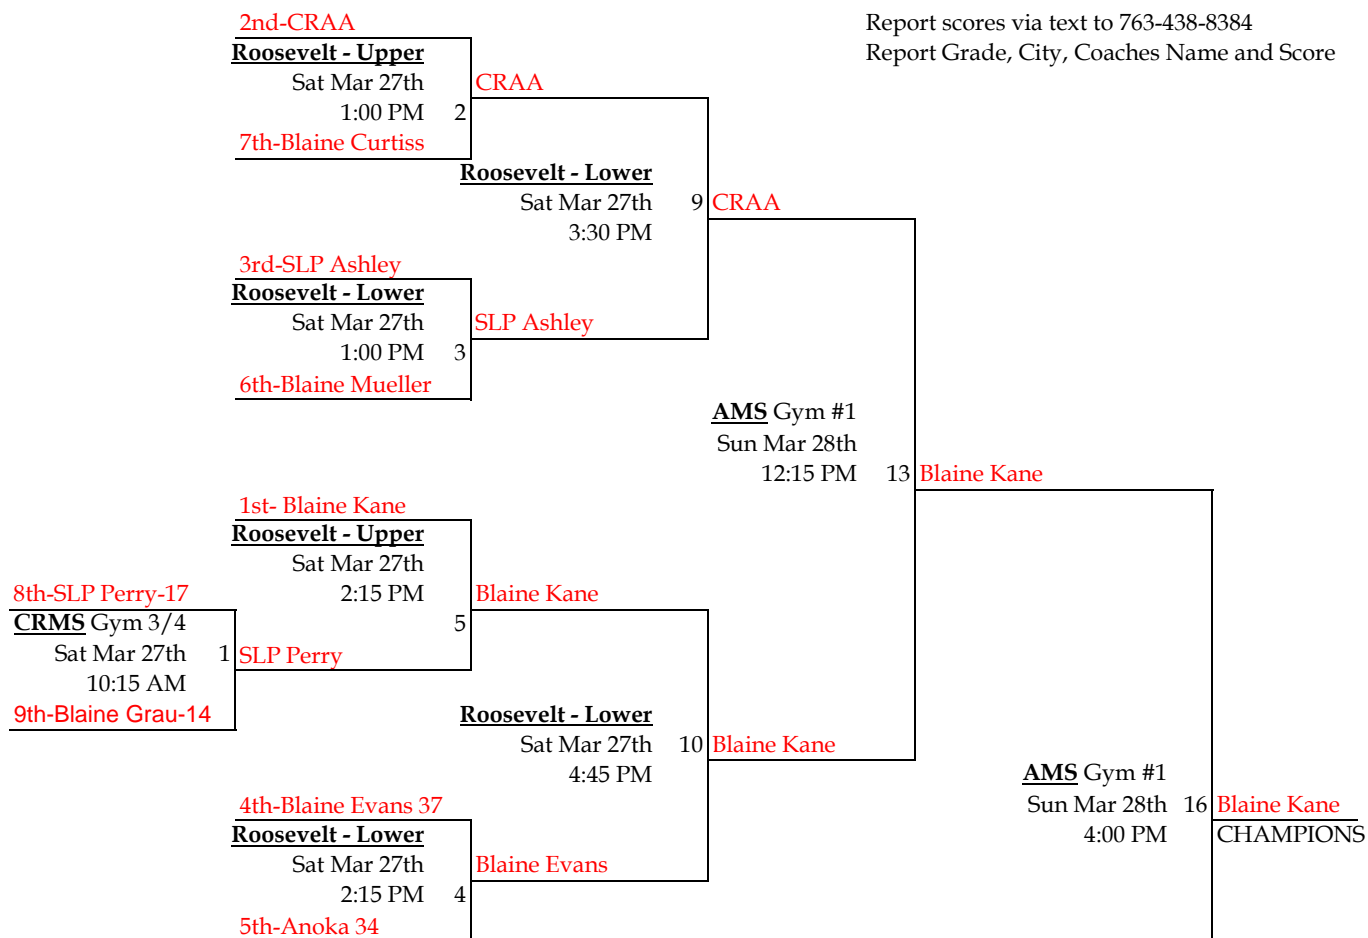 2nd-CRAA
Report scores via text to 763-438-8384
Roosevelt - Upper
Report Grade, City, Coaches Name and Score
Sat Mar 27th
CRAA
1:00 PM 2
7th-Blaine Curtiss
Roosevelt - Lower
Sat Mar 27th 9 CRAA
3:30 PM
3rd-SLP Ashley
Roosevelt - Lower
Sat Mar 27th
SLP Ashley
1:00 PM 3
6th-Blaine Mueller
AMS Gym #1
Sun Mar 28th
12:15 PM 13 Blaine Kane
1st- Blaine Kane
Roosevelt - Upper
Sat Mar 27th
8th-SLP Perry-17
2:15 PM
Blaine Kane
CRMS Gym 3/4
5
Sat Mar 27th 1 SLP Perry
10:15 AM
9th-Blaine Grau-14
Roosevelt - Lower
Sat Mar 27th 10 Blaine Kane
4:45 PM
AMS Gym #1
4th-Blaine Evans 37
Sun Mar 28th 16 Blaine Kane
Roosevelt - Lower
4:00 PM
CHAMPIONS
Sat Mar 27th
Blaine Evans
2:15 PM 4
5th-Anoka 34